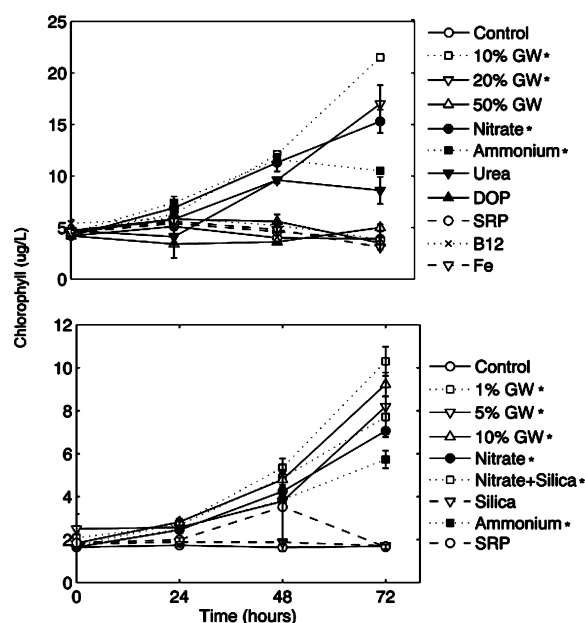 25
20
15
10
5
0
Control
10% GW*
20% GW*
50% GW
Nitrate*
Ammonium*
Urea
DOP
SRP
B12
Fe
Chlorophyll (ug/L)
12
10
8
6
4
2
0
0 24 48 72
Time (hours)
Control
1% GW*
5% GW*
10% GW*
Nitrate*
Nitrate+Silica*
Silica
Ammonium*
SRP